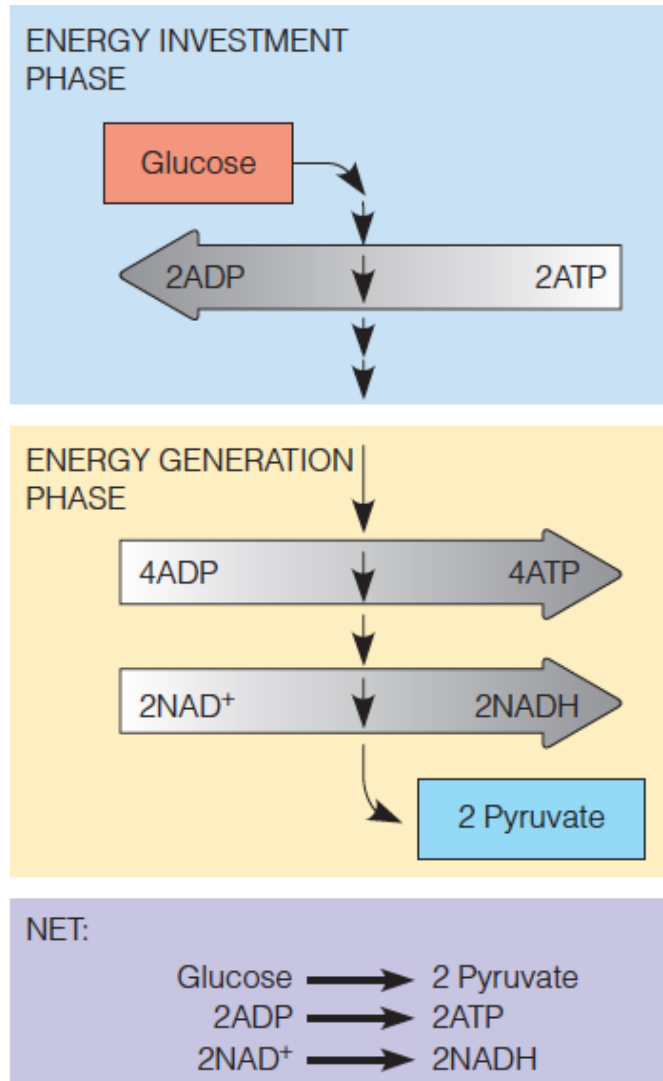 ENERGY INVESTMENT
PHASE
Glucose
2ADP 2ATP
ENERGY GENERATION
PHASE
4ADP 4ATP
2NAD⁺ 2NADH
2 Pyruvate
NET:
Glucose 2 Pyruvate
2ADP 2ATP
2NAD⁺ 2NADH